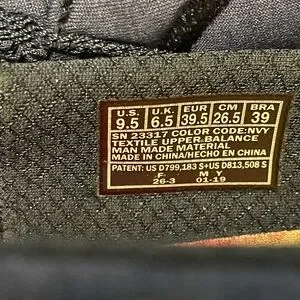 U.S. U.K. EUR CM BRA
9.5 6.5 39.5 26.5 39
SN 23317 COLOR CODE:NVY
TEXTILE UPPER.BALANCE
MAN MADE MATERIAL
MADE IN CHINA/HECHO EN CHINA
PATENT: US D799,183 S+US D813,508 S
F- M Y
26-3 01-19